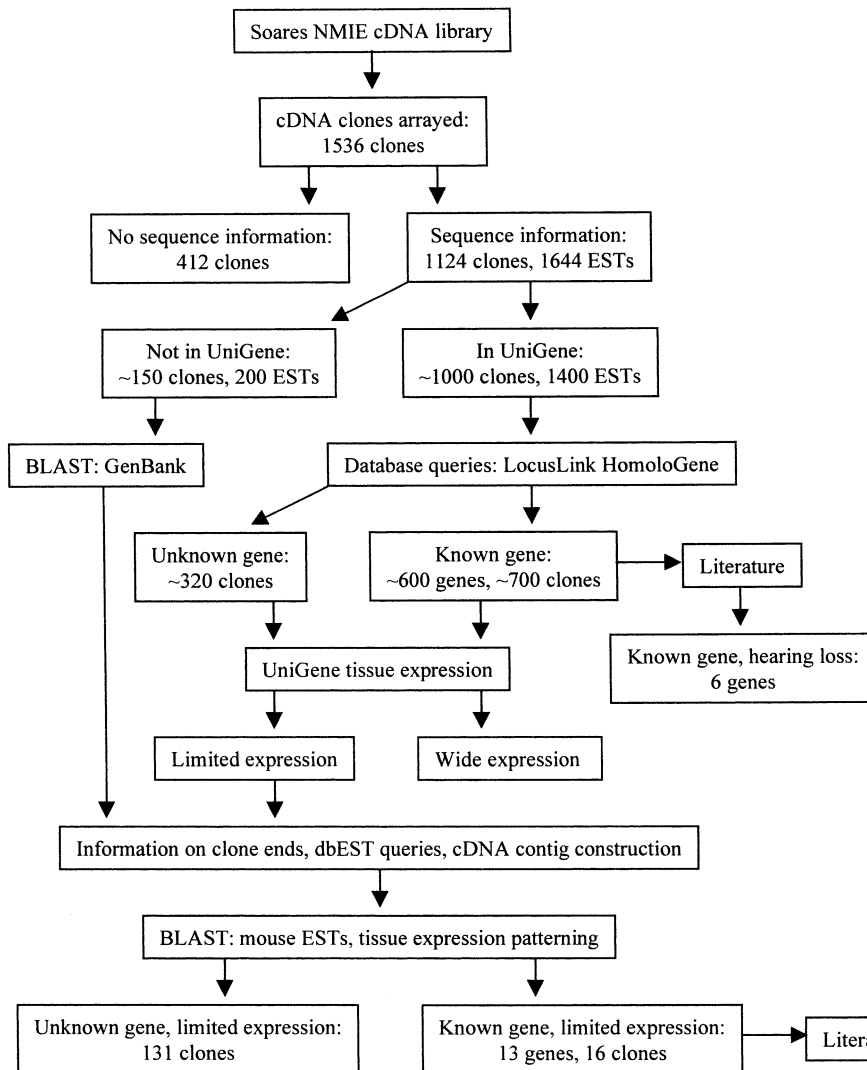 Soares NMIE cDNA library
cDNA clones arrayed:
1536 clones
No sequence information:
412 clones
Sequence information:
1124 clones, 1644 ESTs
Not in UniGene:
~150 clones, 200 ESTs
In UniGene:
~1000 clones, 1400 ESTs
BLAST: GenBank
Database queries: LocusLink HomoloGene
Unknown gene:
~320 clones
Known gene:
~600 genes, ~700 clones
Literature
Known gene, hearing loss:
6 genes
UniGene tissue expression
Limited expression
Wide expression
Information on clone ends, dbEST queries, cDNA contig construction
BLAST: mouse ESTs, tissue expression patterning
Unknown gene, limited expression:
131 clones
Known gene, limited expression:
13 genes, 16 clones